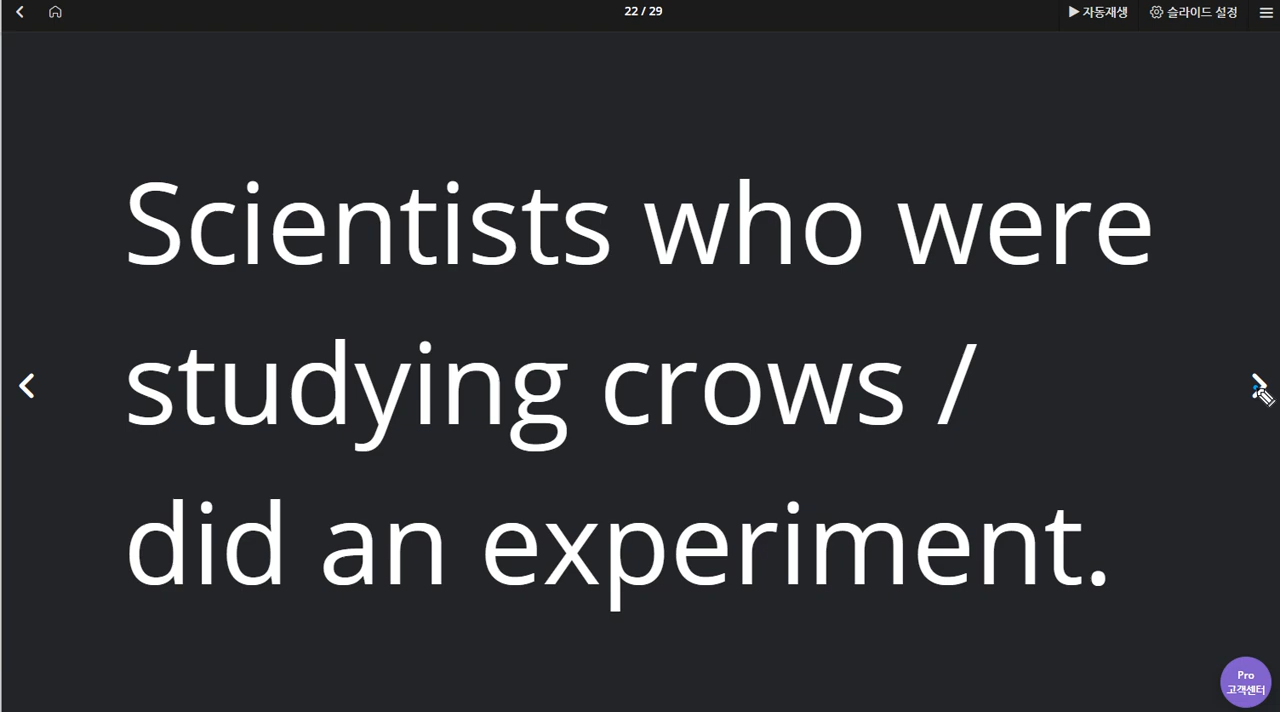 22 / 29
▶ 자동재생
슬라이드 설정
Scientists who were
studying crows /
did an experiment.
Pro
고객센터